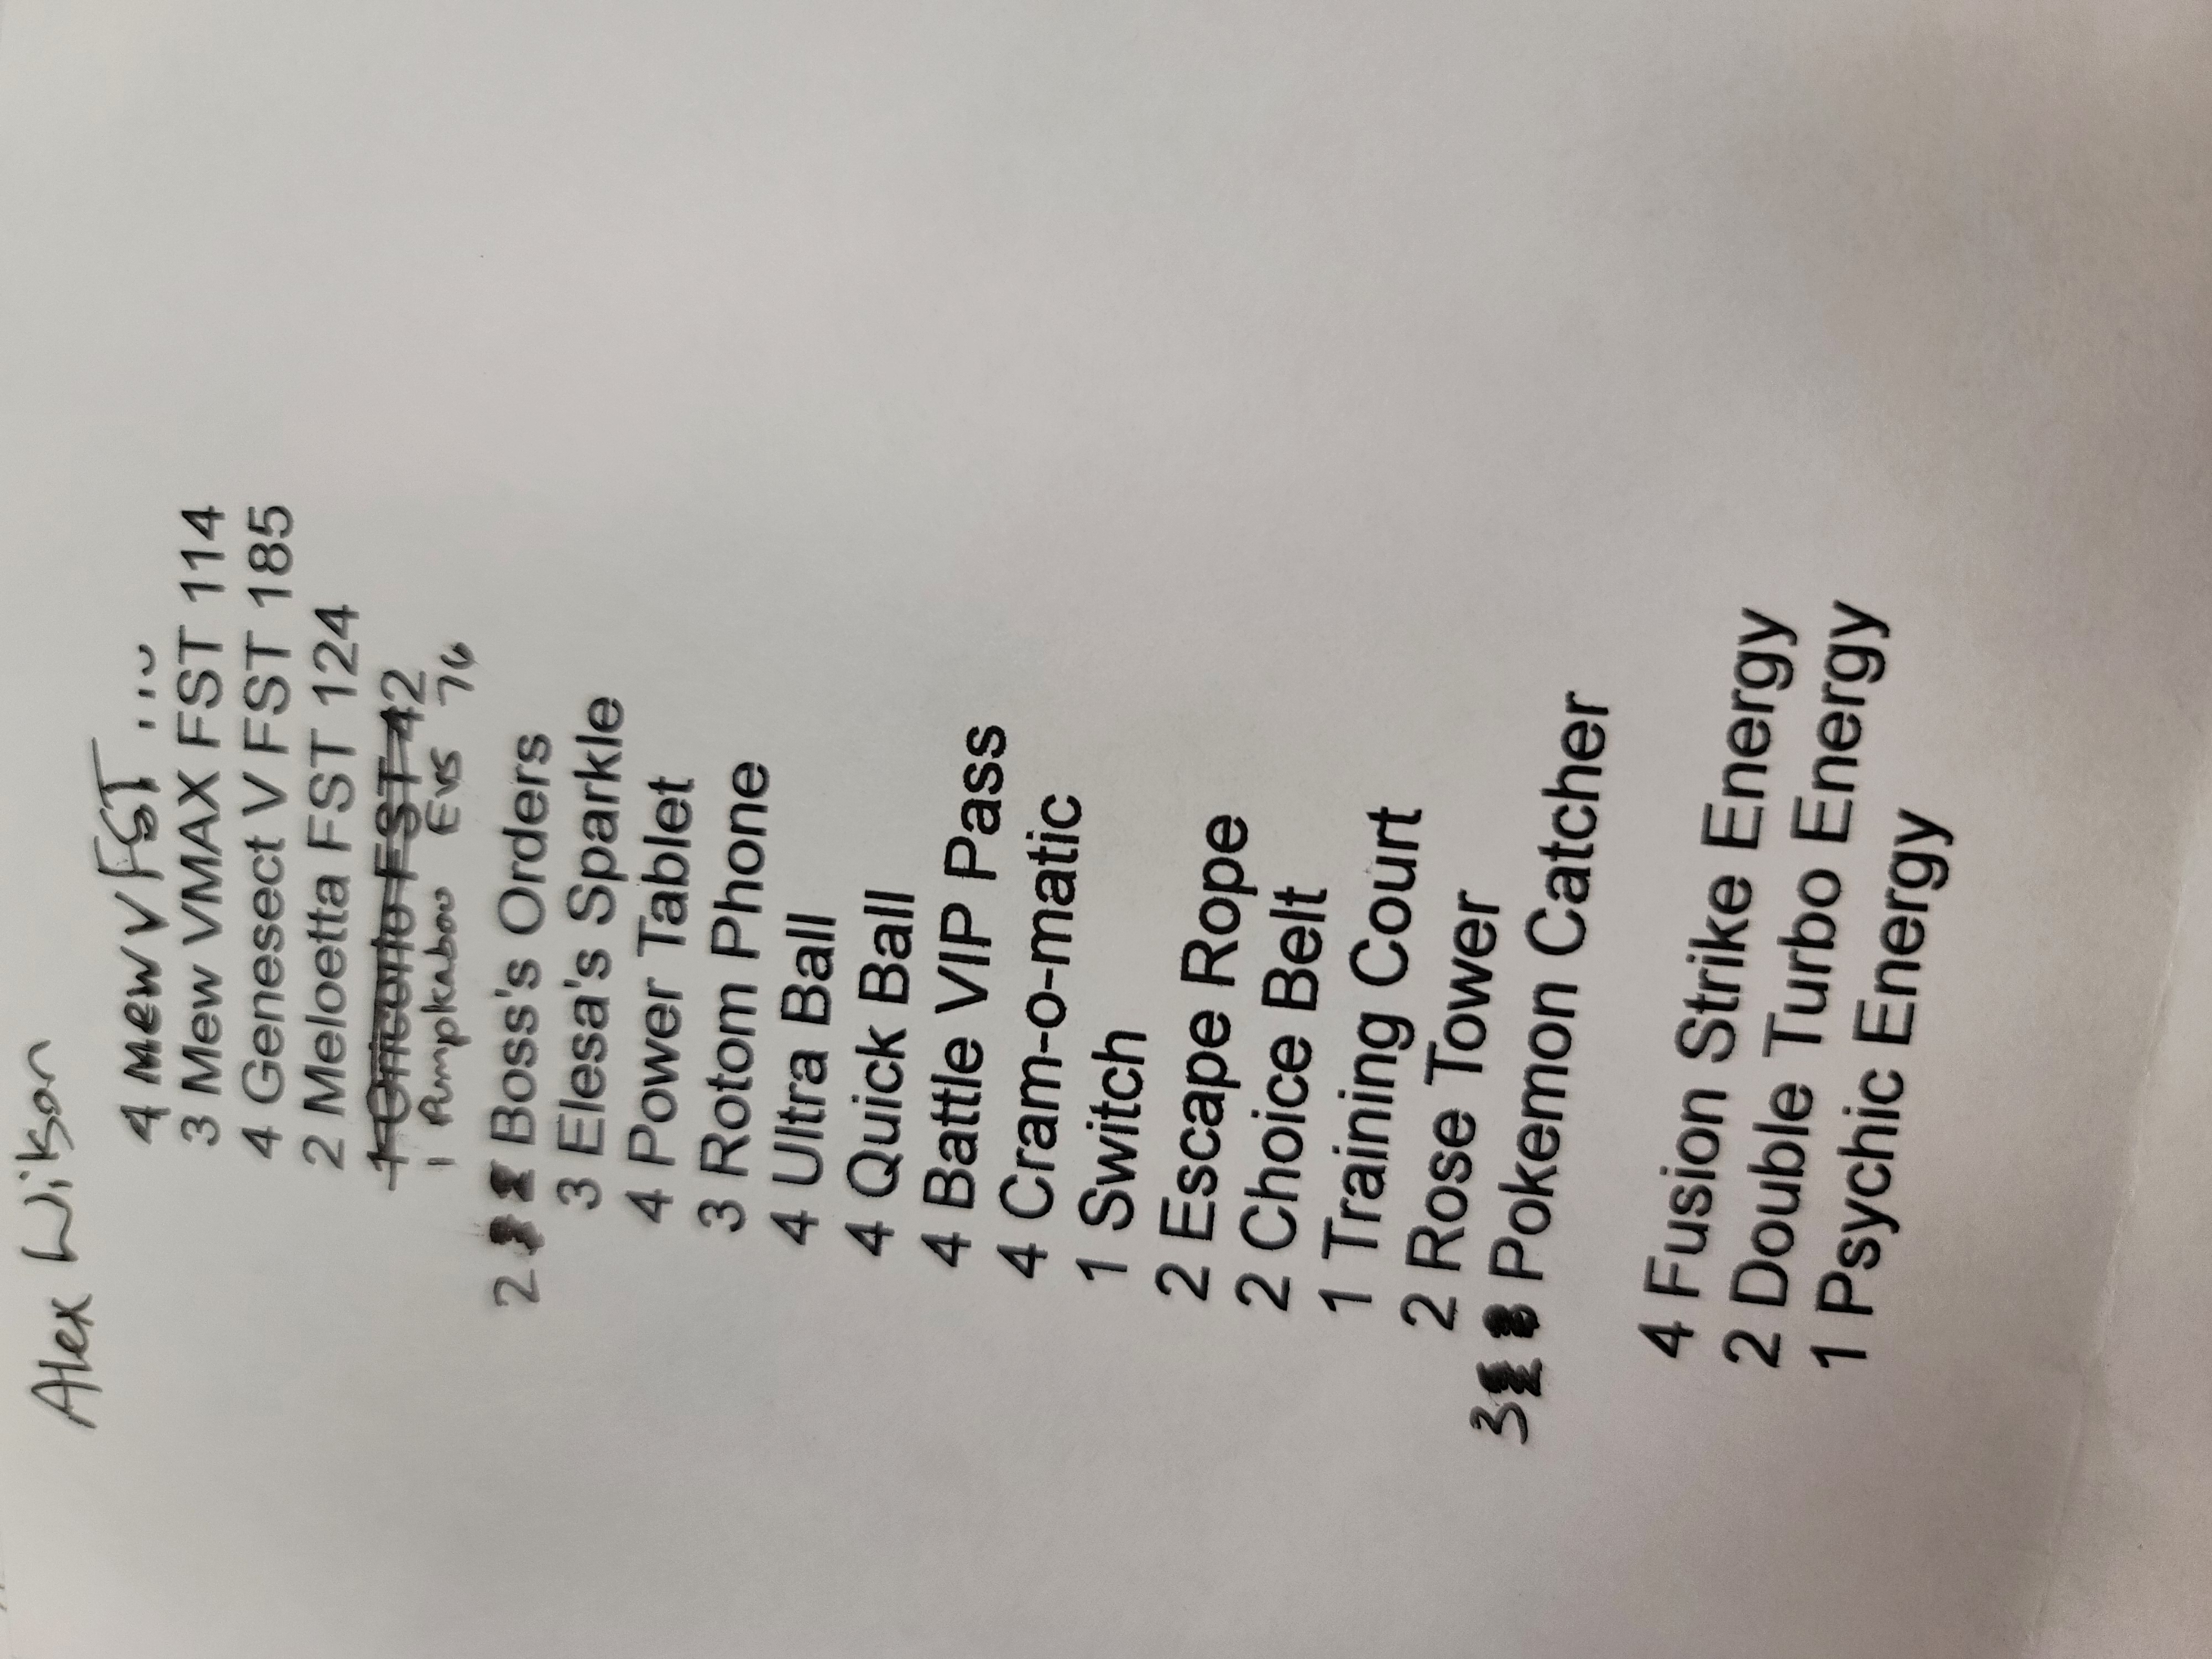 Alex Wilson
4 Mew V FST
3 Mew VMAX FST 114
4 Genesect V FST 185
2 Meloetta FST 124
1 Oricorio FST 42
1 Pumpkaboo EVS 76
2 Boss's Orders
3 Elesa's Sparkle
4 Power Tablet
3 Rotom Phone
4 Ultra Ball
4 Quick Ball
4 Battle VIP Pass
4 Cram-o-matic
1 Switch
2 Escape Rope
2 Choice Belt
1 Training Court
2 Rose Tower
3 Pokemon Catcher
4 Fusion Strike Energy
2 Double Turbo Energy
1 Psychic Energy